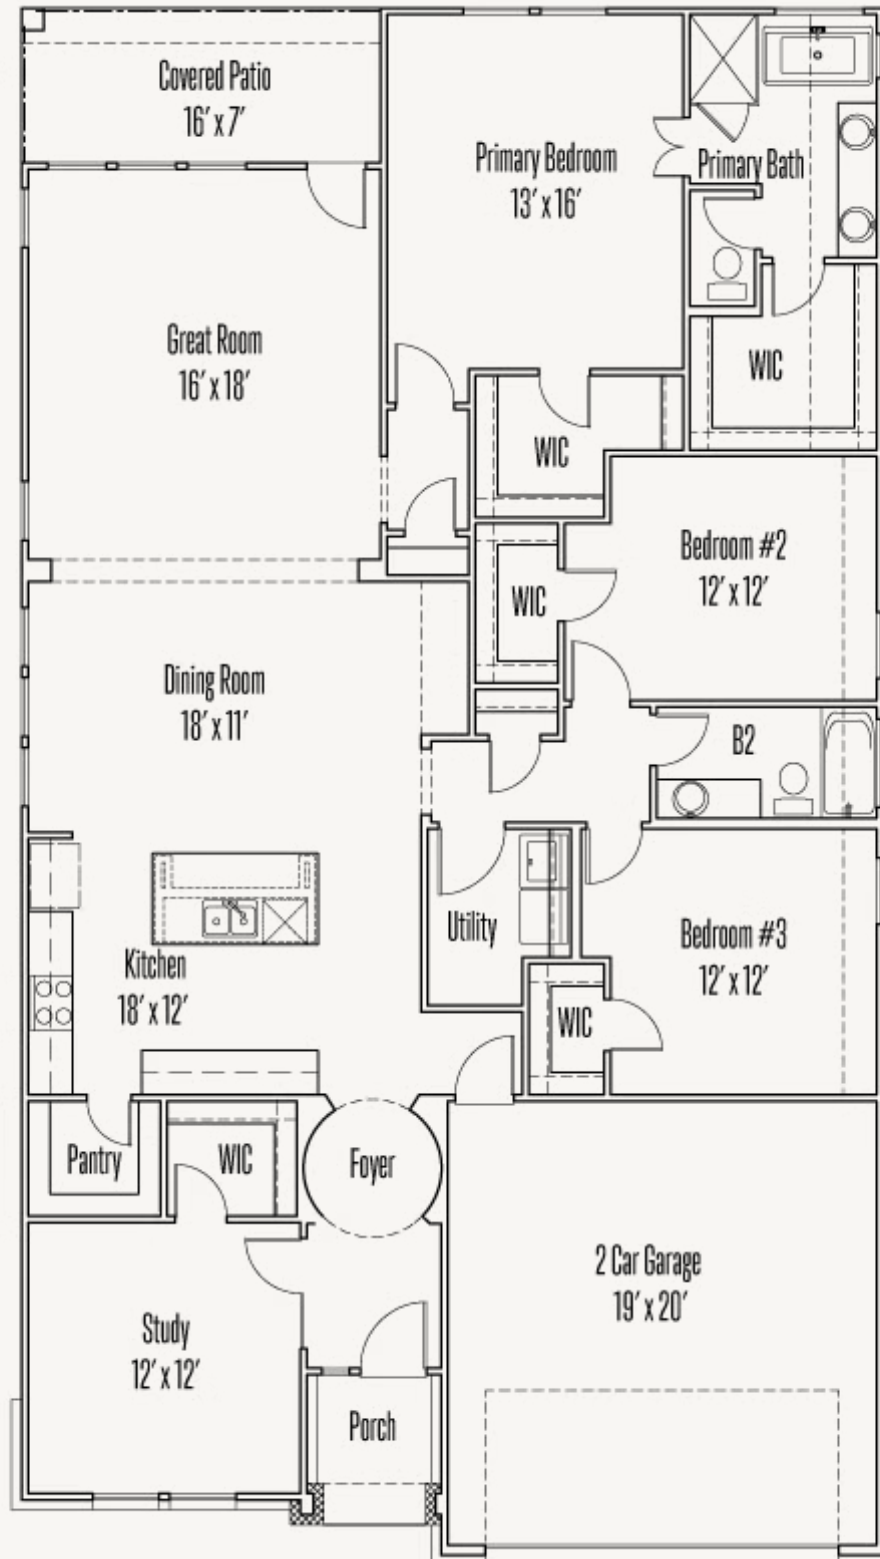 Covered Patio
16' x 7'
Primary Bedroom
13' x 16'
Primary Bath
Great Room
16' x 18'
WIC
WIC
Bedroom #2
12' x 12'
WIC
Dining Room
18' x 11'
B2
Utility
Bedroom #3
12' x 12'
Kitchen
18' x 12'
WIC
Pantry
WIC
Foyer
2 Car Garage
19' x 20'
Study
12' x 12'
Porch